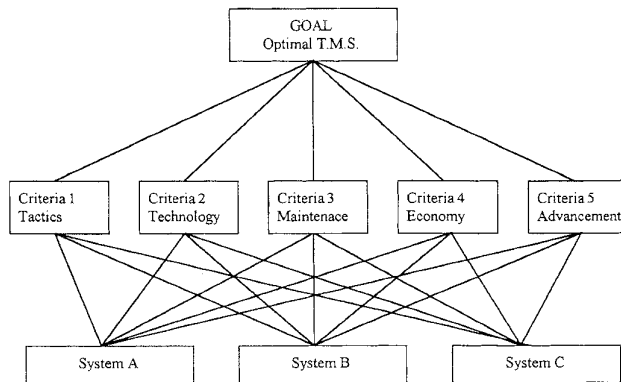 GOAL
Optimal T.M.S.
Criteria 1
Tactics
Criteria 2
Technology
Criteria 3
Maintenace
Criteria 4
Economy
Criteria 5
Advancement
System A
System B
System C